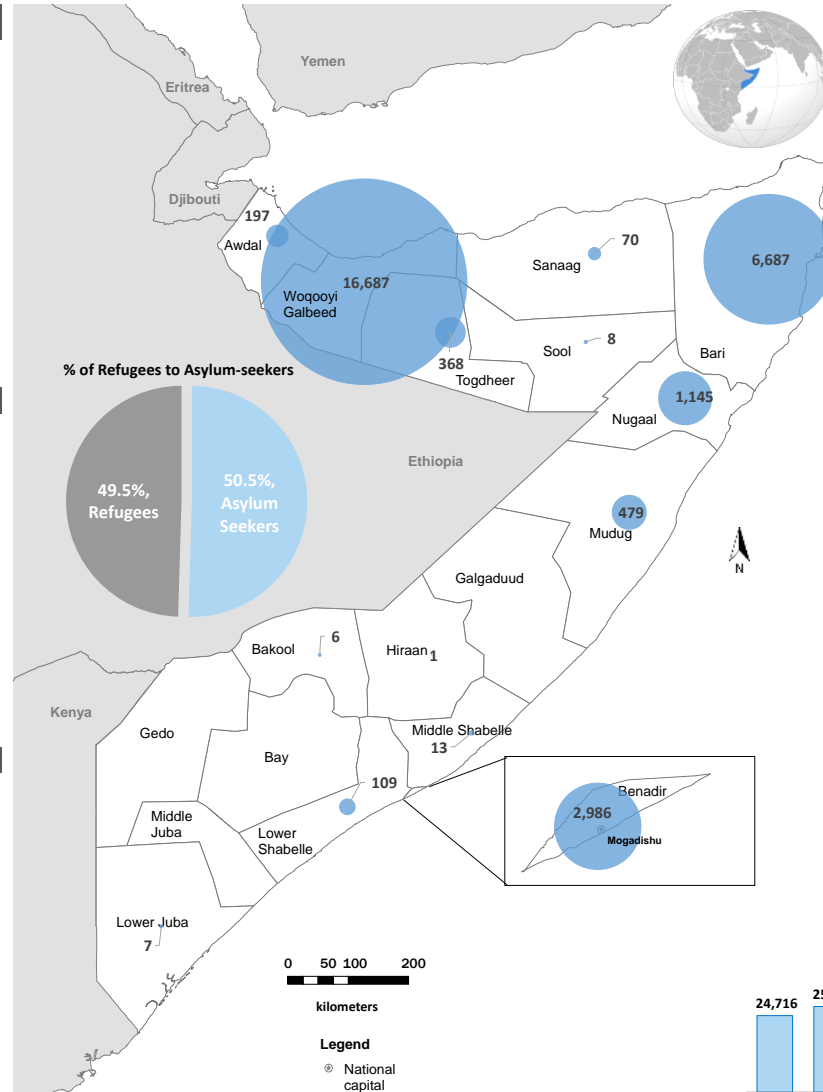 Yemen
Eritrea
Djibouti
197
Awdal
70
Sanaag
6,687
16,687
Woqooyi
Galbeed
8
Sool
Bari
368
Togdheer
% of Refugees to Asylum-seekers
1,145
Nugaal
Ethiopia
49.5%,
Refugees
50.5%,
Asylum
Seekers
479
Mudug
N
Galgaduud
6
Bakool
Hiraan
1
Kenya
Gedo
Middle Shabelle
13
Bay
109
Benadir
2,986
Mogadishu
Middle
Juba
Lower
Shabelle
Lower Juba
7
0 50 100 200
kilometers
24,716
Legend
National
capital